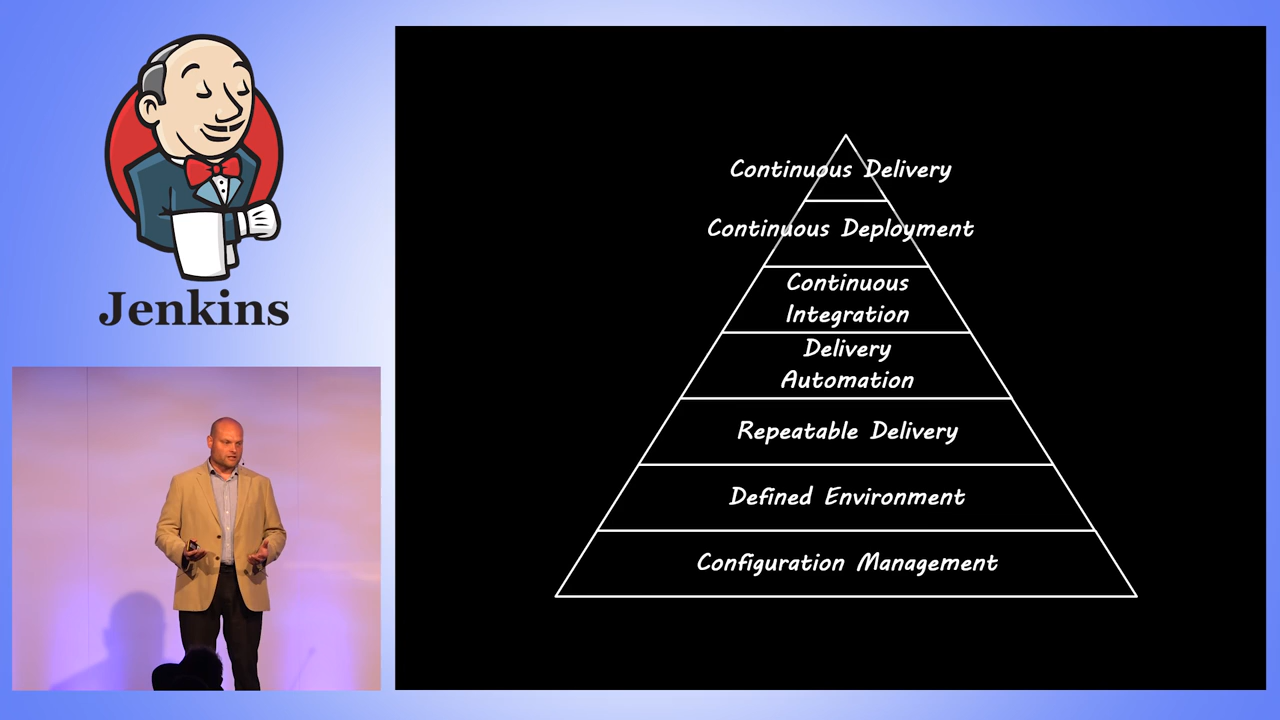 Jenkins
Continuous Delivery
Continuous Deployment
Continuous
Integration
Delivery
Automation
Repeatable Delivery
Defined Environment
Configuration Management